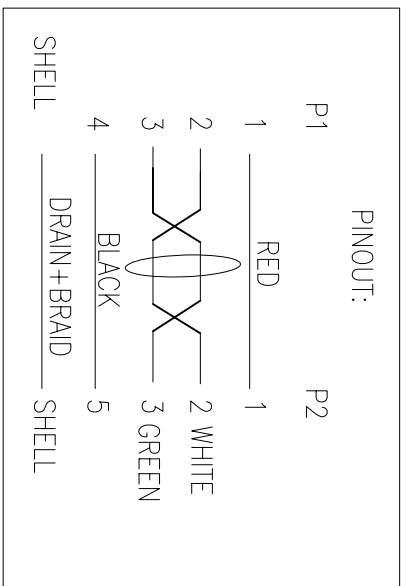 PINOUT:
P1 P2
1 RED 1
2 2 WHITE
3 3 GREEN
4 BLACK 5
SHELL DRAIN+BRAID SHELL